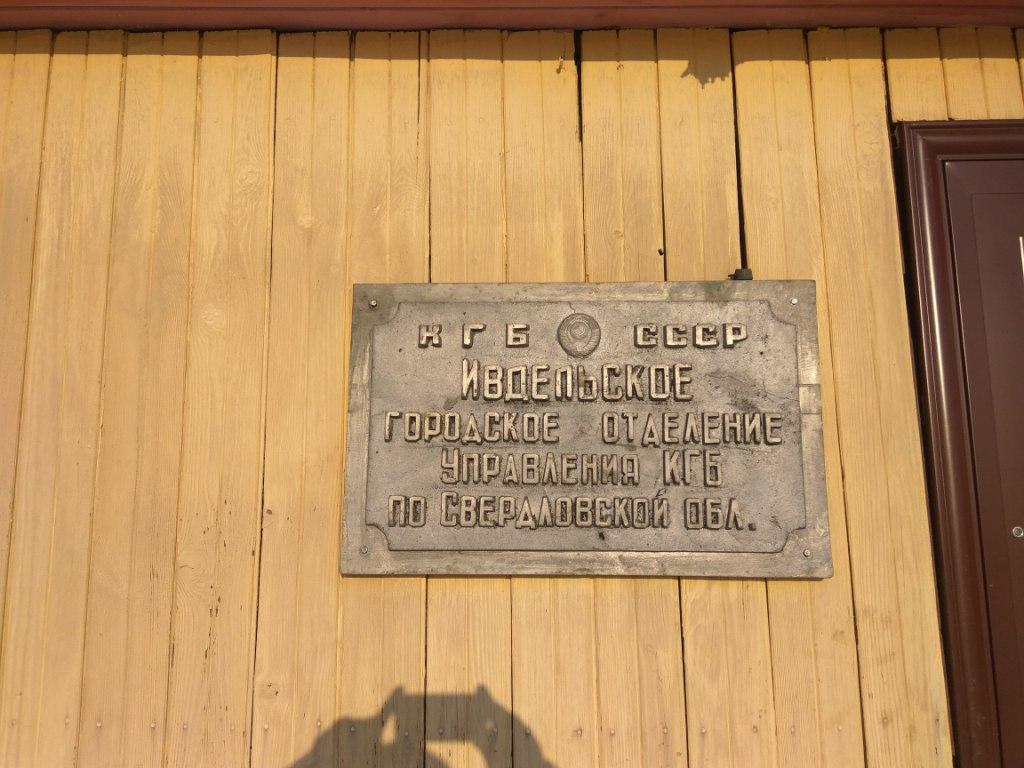 КГБ СССР
Ивдельское
городское отделение
Управления КГБ
по Свердловской обл.